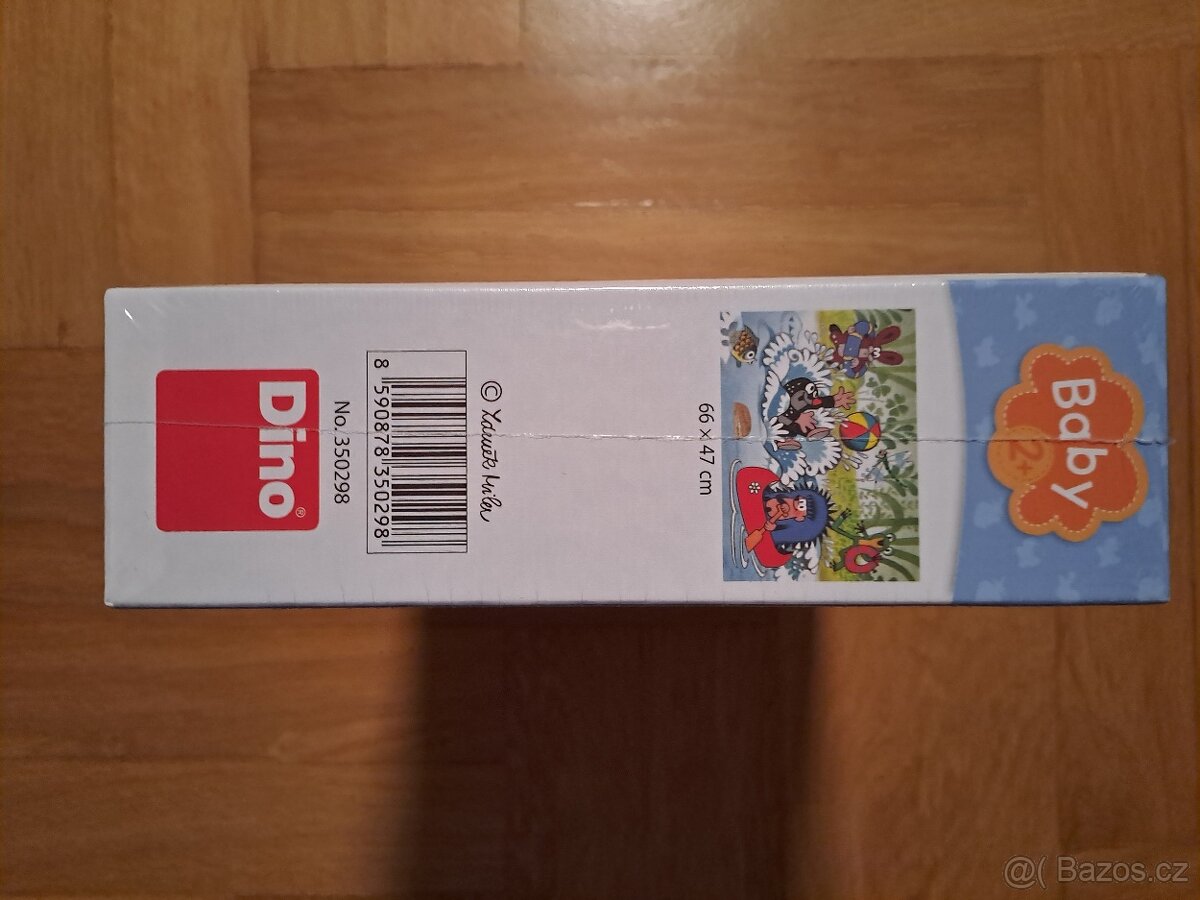 Baby
2+
66 x 47 cm
© Zdeněk Miler
8 590878 350298
No. 350298
Dino®
@( Bazos.cz